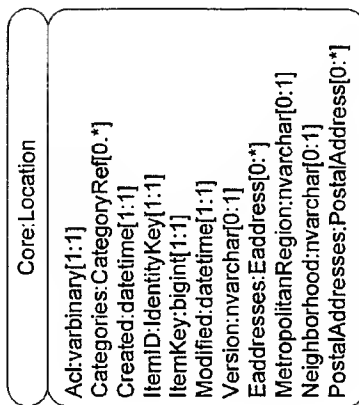 Core:Location
Acl:varbinary[1:1]
Categories:CategoryRef[0.*]
Created:datetime[1:1]
ItemID:IdentityKey[1:1]
ItemKey:bigint[1:1]
Modified:datetime[1:1]
Version:nvarchar[0:1]
Eaddresses:Eaddress[0:*]
MetropolitanRegion:nvarchar[0:1]
Neighborhood:nvarchar[0:1]
PostalAddresses:PostalAddress[0:*]